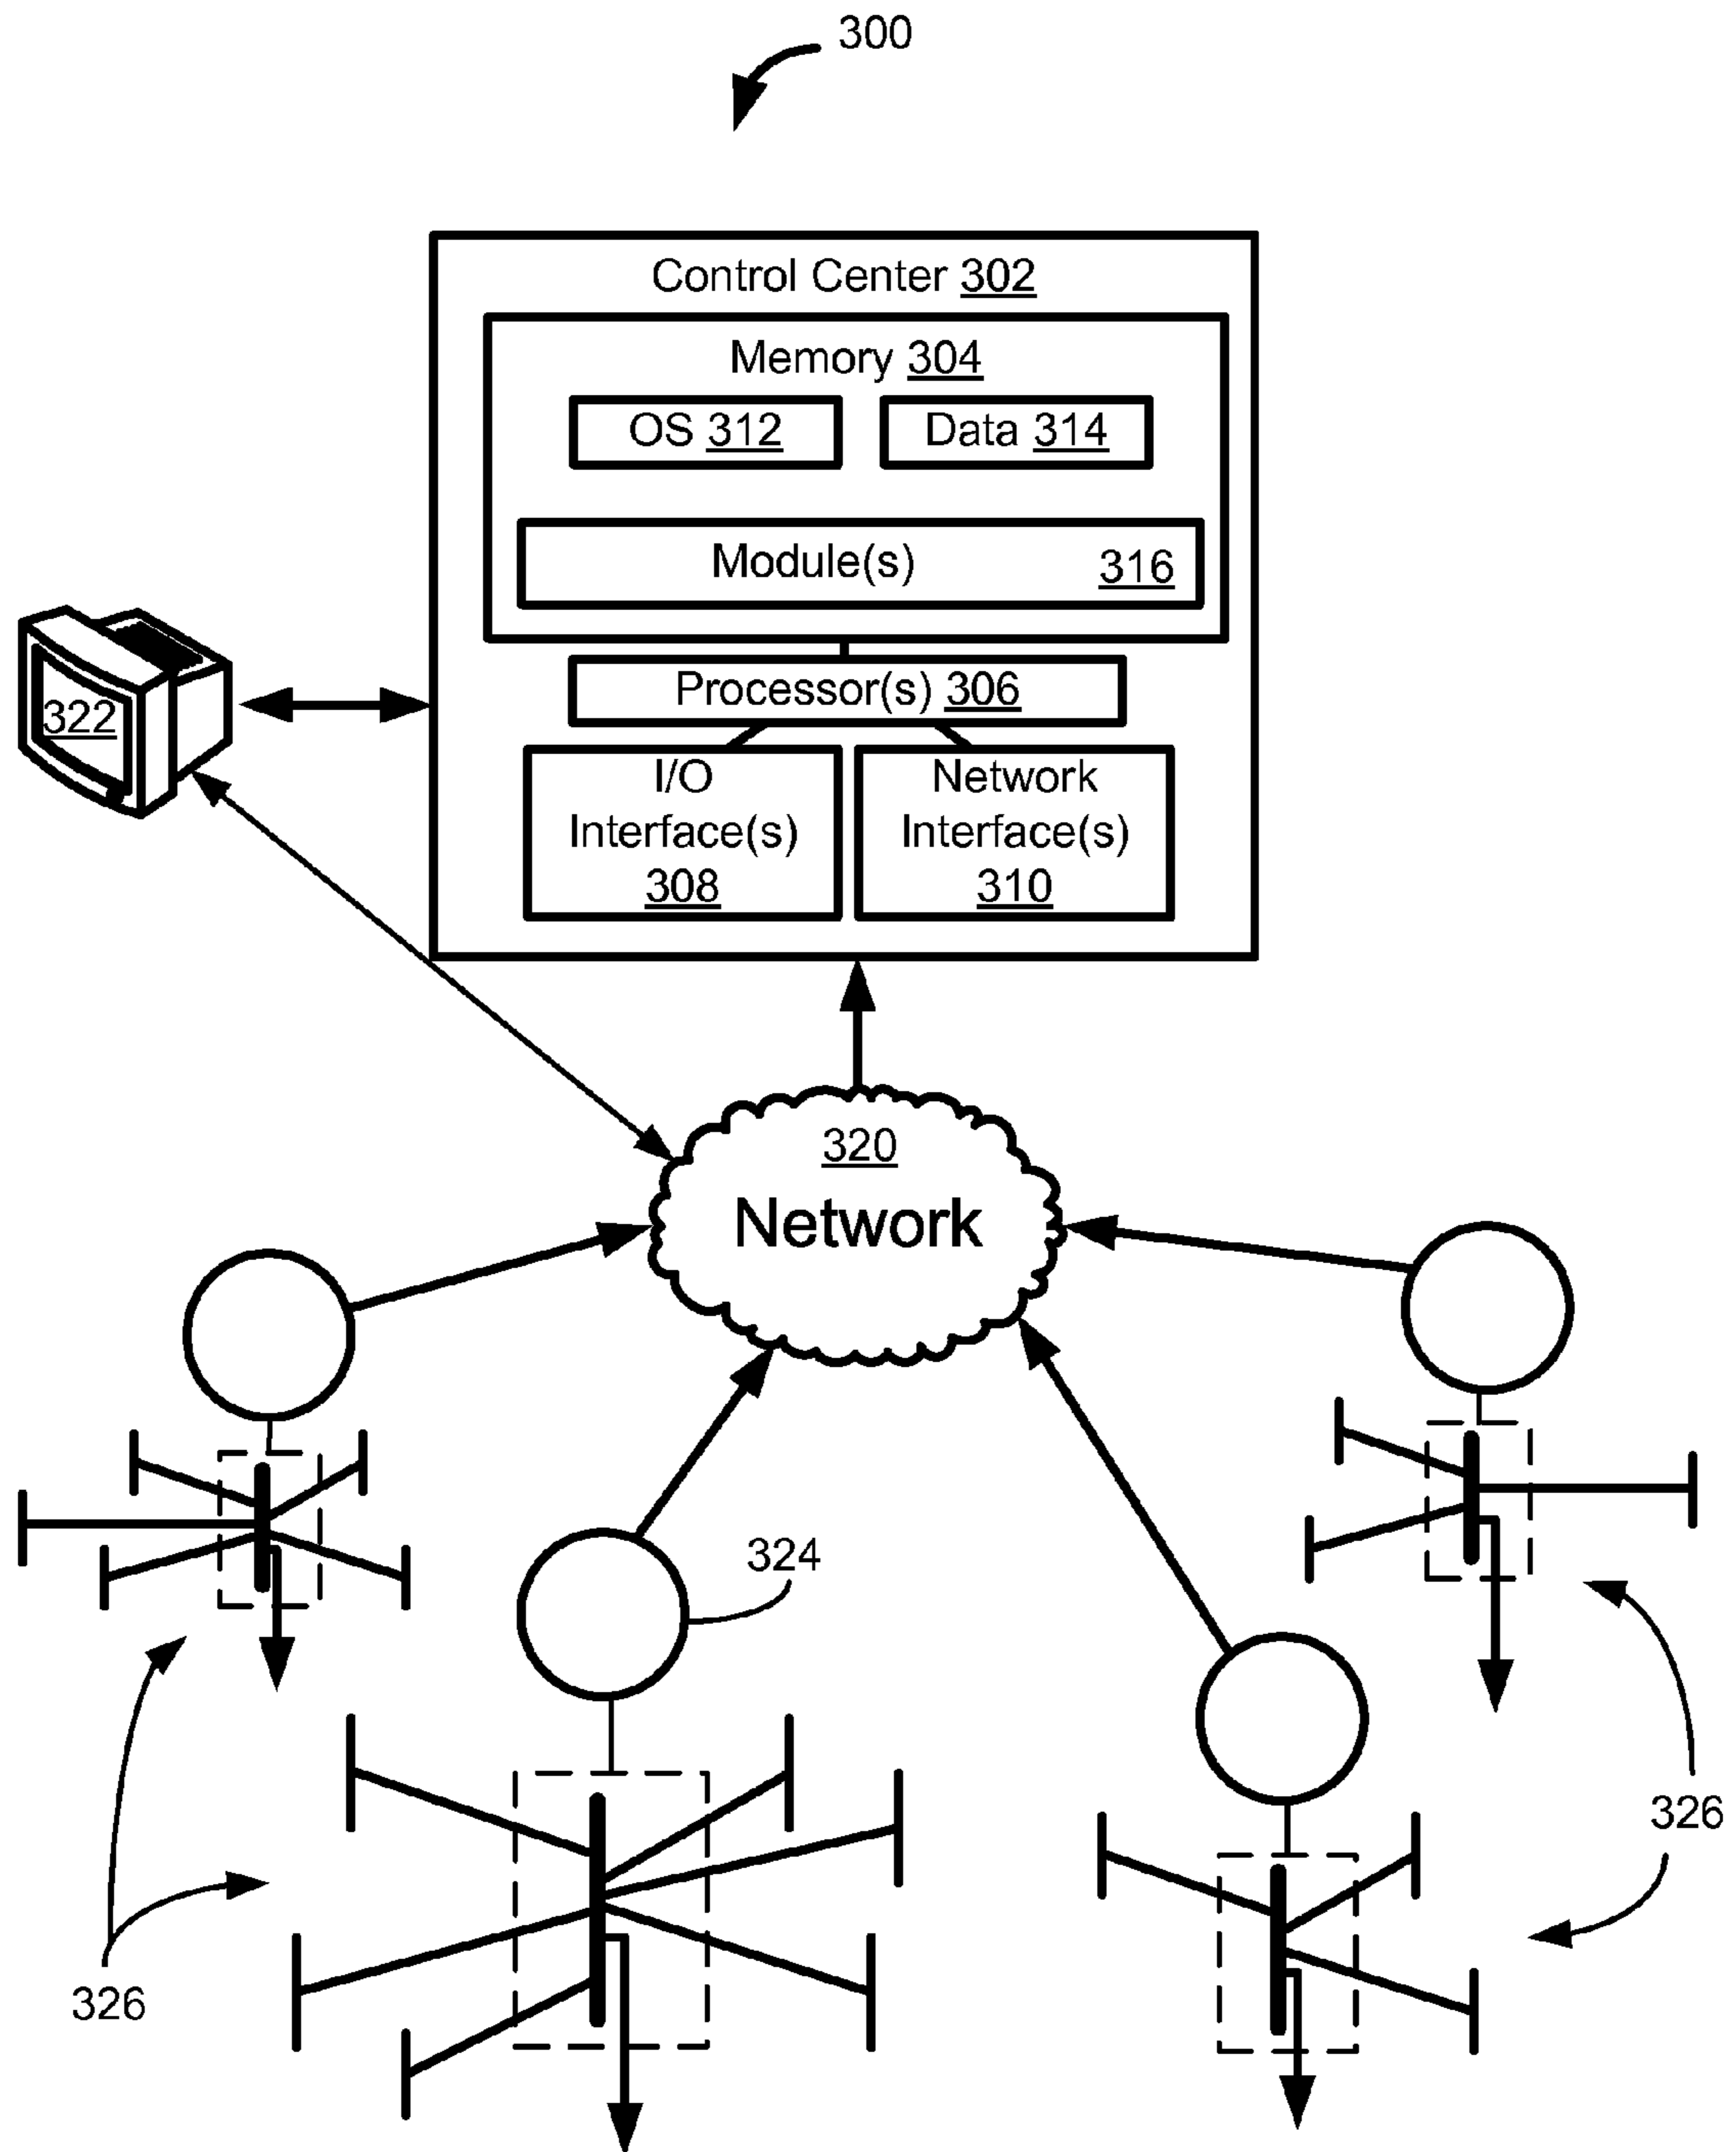 300
Control Center 302
Memory 304
OS 312
Data 314
Module(s) 316
322
Processor(s) 306
I/O
Interface(s)
308
Network
Interface(s)
310
320
Network
324
326
326